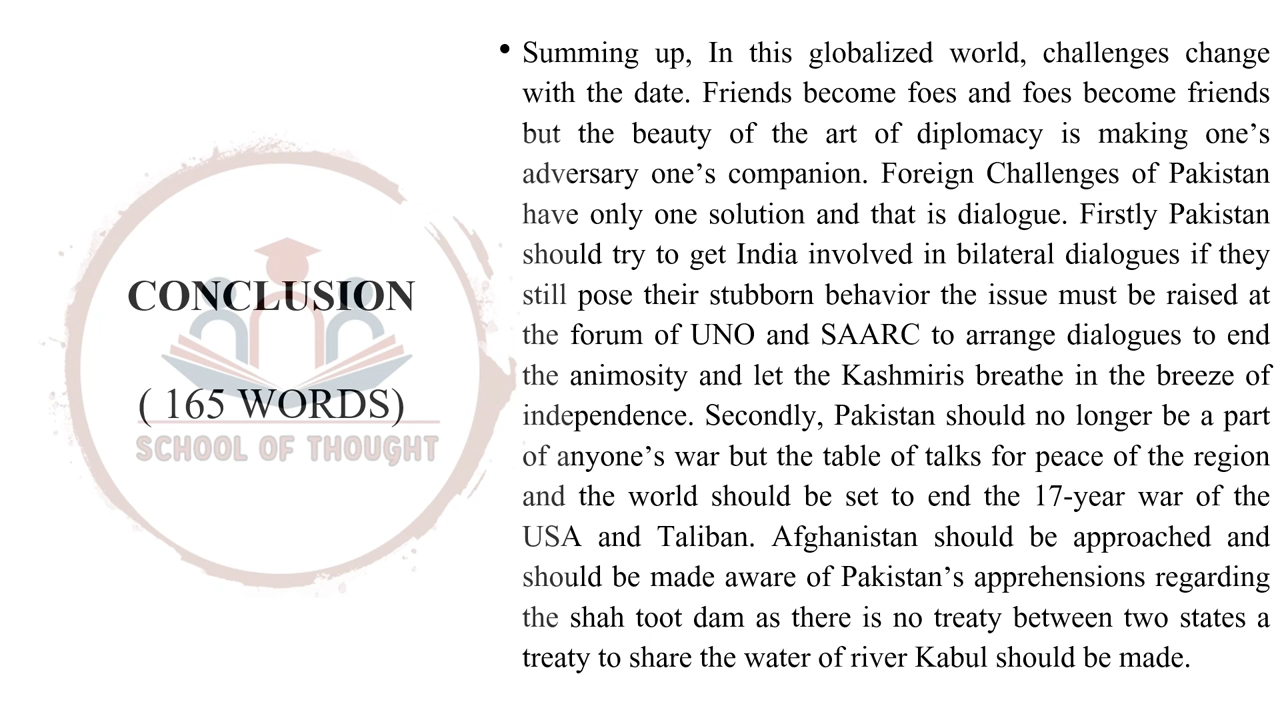 CONCLUSION
( 165 WORDS)
SCHOOL OF THOUGHT
• Summing up, In this globalized world, challenges change
with the date. Friends become foes and foes become friends
but the beauty of the art of diplomacy is making one’s
adversary one’s companion. Foreign Challenges of Pakistan
have only one solution and that is dialogue. Firstly Pakistan
should try to get India involved in bilateral dialogues if they
still pose their stubborn behavior the issue must be raised at
the forum of UNO and SAARC to arrange dialogues to end
the animosity and let the Kashmiris breathe in the breeze of
independence. Secondly, Pakistan should no longer be a part
of anyone’s war but the table of talks for peace of the region
and the world should be set to end the 17-year war of the
USA and Taliban. Afghanistan should be approached and
should be made aware of Pakistan’s apprehensions regarding
the shah toot dam as there is no treaty between two states a
treaty to share the water of river Kabul should be made.